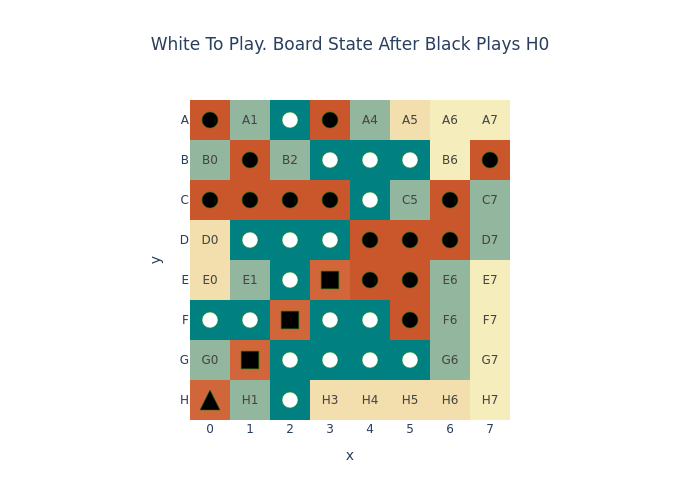 White To Play. Board State After Black Plays H0
A A1 A4 A5 A6 A7
B B0 B2 B6
C C5 C7
D D0 D7
E E0 E1 E6 E7
F F6 F7
G G0 G6 G7
H H1 H3 H4 H5 H6 H7
0 1 2 3 4 5 6 7
x
y